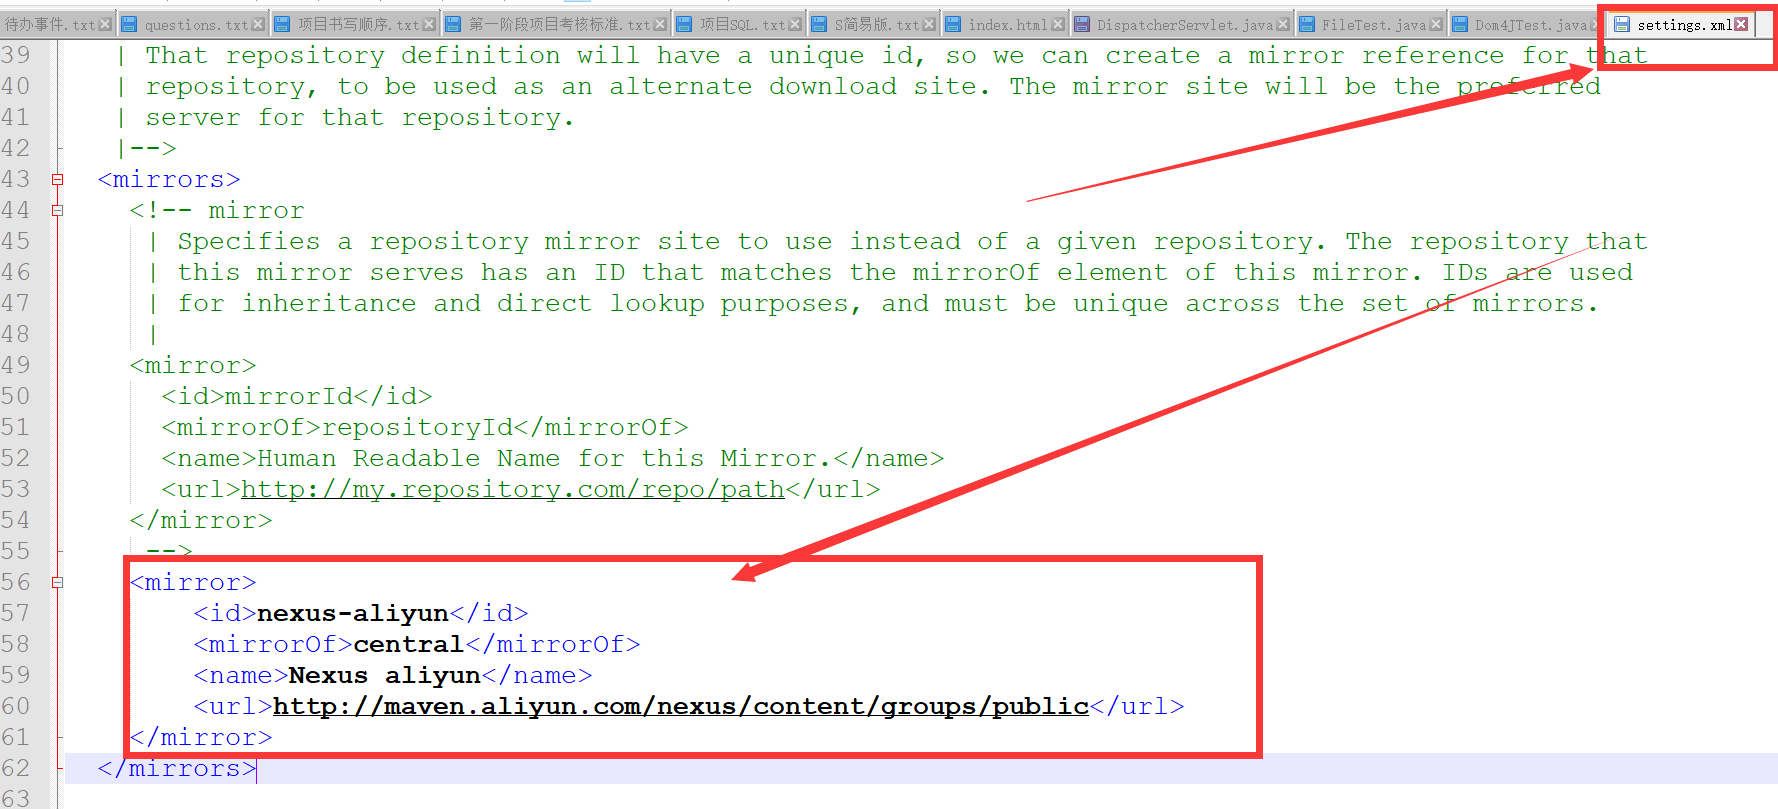 待办事件.txt questions.txt 项目书写顺序.txt 第一阶段项目考核标准.txt 项目SQL.txt S简易版.txt index.html DispatcherServlet.java FileTest.java Dom4JTest.java settings.xml
39 | That repository definition will have a unique id, so we can create a mirror reference for that
40 | repository, to be used as an alternate download site. The mirror site will be the preferred
41 | server for that repository.
42 |-->
43 <mirrors>
44 <!-- mirror
45 | Specifies a repository mirror site to use instead of a given repository. The repository that
46 | this mirror serves has an ID that matches the mirrorOf element of this mirror. IDs are used
47 | for inheritance and direct lookup purposes, and must be unique across the set of mirrors.
48 |
49 <mirror>
50 <id>mirrorId</id>
51 <mirrorOf>repositoryId</mirrorOf>
52 <name>Human Readable Name for this Mirror.</name>
53 <url>http://my.repository.com/repo/path</url>
54 </mirror>
55 -->
56 <mirror>
57 <id>nexus-aliyun</id>
58 <mirrorOf>central</mirrorOf>
59 <name>Nexus aliyun</name>
60 <url>http://maven.aliyun.com/nexus/content/groups/public</url>
61 </mirror>
62 </mirrors>
63